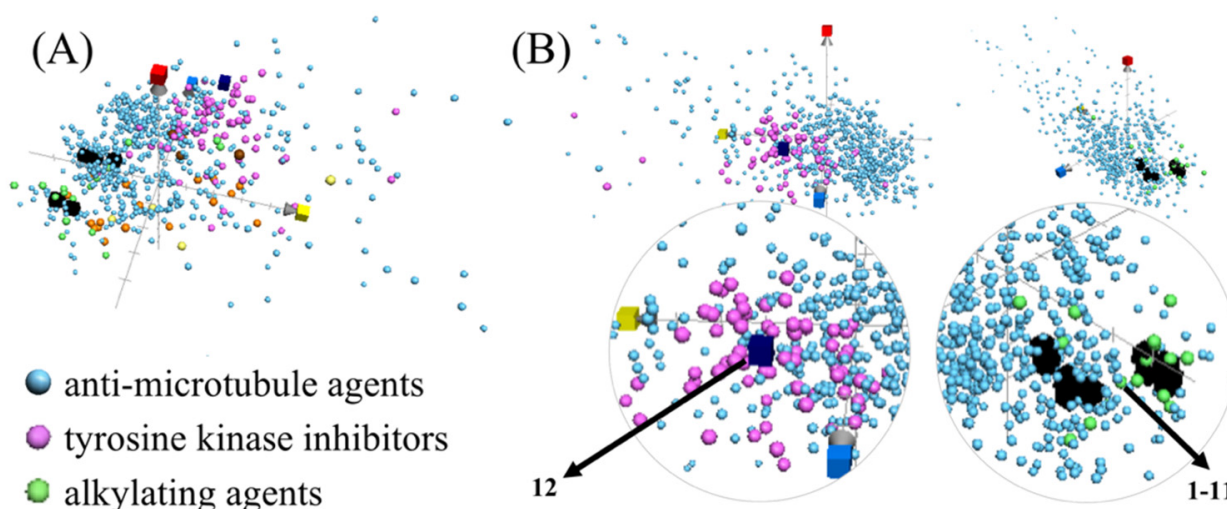 (A)
(B)
anti-microtubule agents
tyrosine kinase inhibitors
alkylating agents
12
1-11